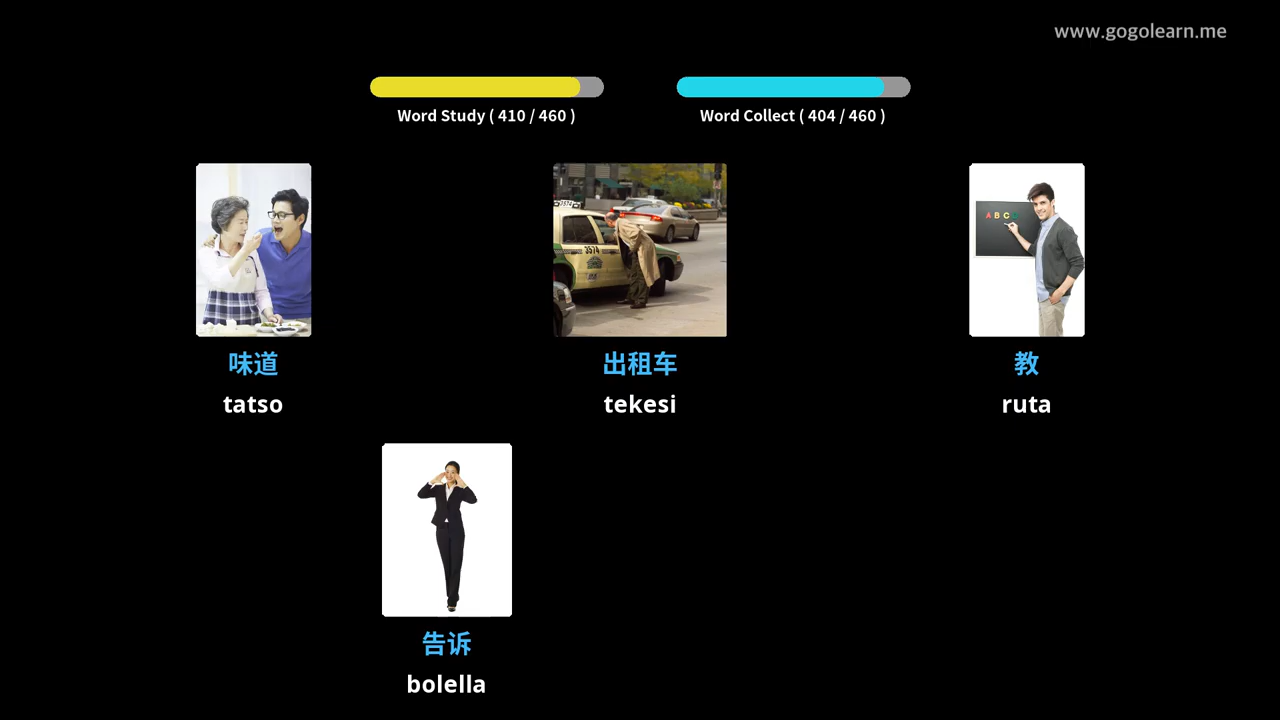 www.gogolearn.me
Word Study ( 410 / 460 )
Word Collect ( 404 / 460 )
3574
A B C
味道
出租车
教
tatso
tekesi
ruta
告诉
bolella